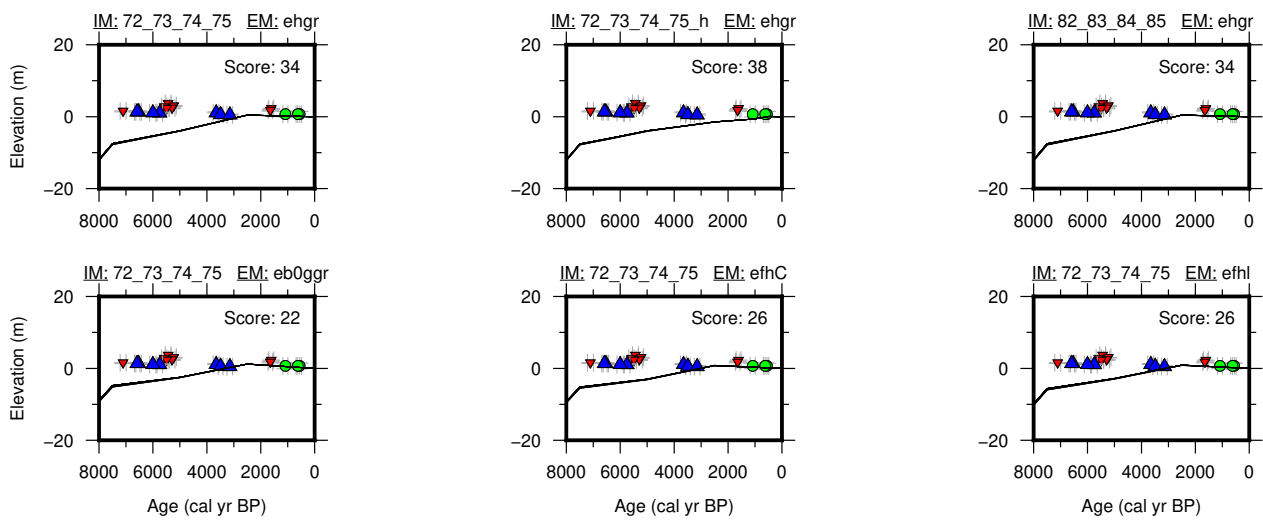 IM: 72_73_74_75 EM: ehgr
IM: 72_73_74_75_h EM: ehgr
IM: 82_83_84_85 EM: ehgr
20
Score: 34
0
−20
Elevation (m)
8000 6000 4000 2000 0
20
Score: 38
0
−20
8000 6000 4000 2000 0
20
Score: 34
0
−20
8000 6000 4000 2000 0
IM: 72_73_74_75 EM: eb0ggr
IM: 72_73_74_75 EM: efhC
IM: 72_73_74_75 EM: efhl
20
Score: 22
0
−20
Elevation (m)
8000 6000 4000 2000 0
Age (cal yr BP)
20
Score: 26
0
−20
8000 6000 4000 2000 0
Age (cal yr BP)
20
Score: 26
0
−20
8000 6000 4000 2000 0
Age (cal yr BP)